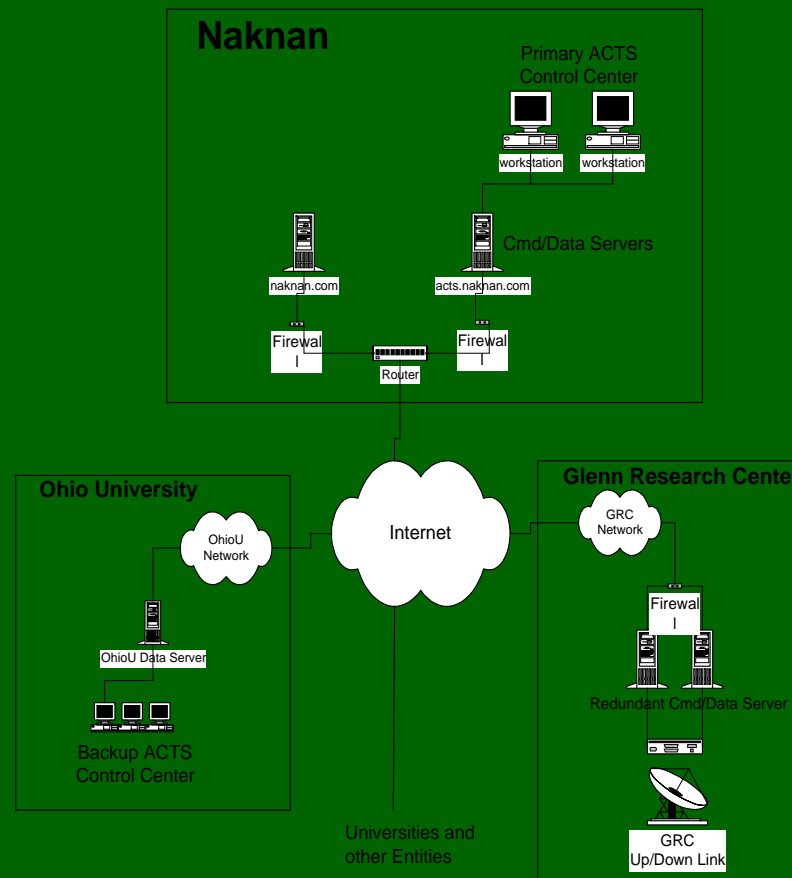 Naknan
Primary ACTS
Control Center
workstation
workstation
Cmd/Data Servers
naknan.com
acts.naknan.com
Firewal
l
Firewal
l
Router
Ohio University
Glenn Research Cente
OhioU
Network
Internet
GRC
Network
Firewal
l
OhioU Data Server
Redundant Cmd/Data Server
Backup ACTS
Control Center
Universities and
other Entities
GRC
Up/Down Link